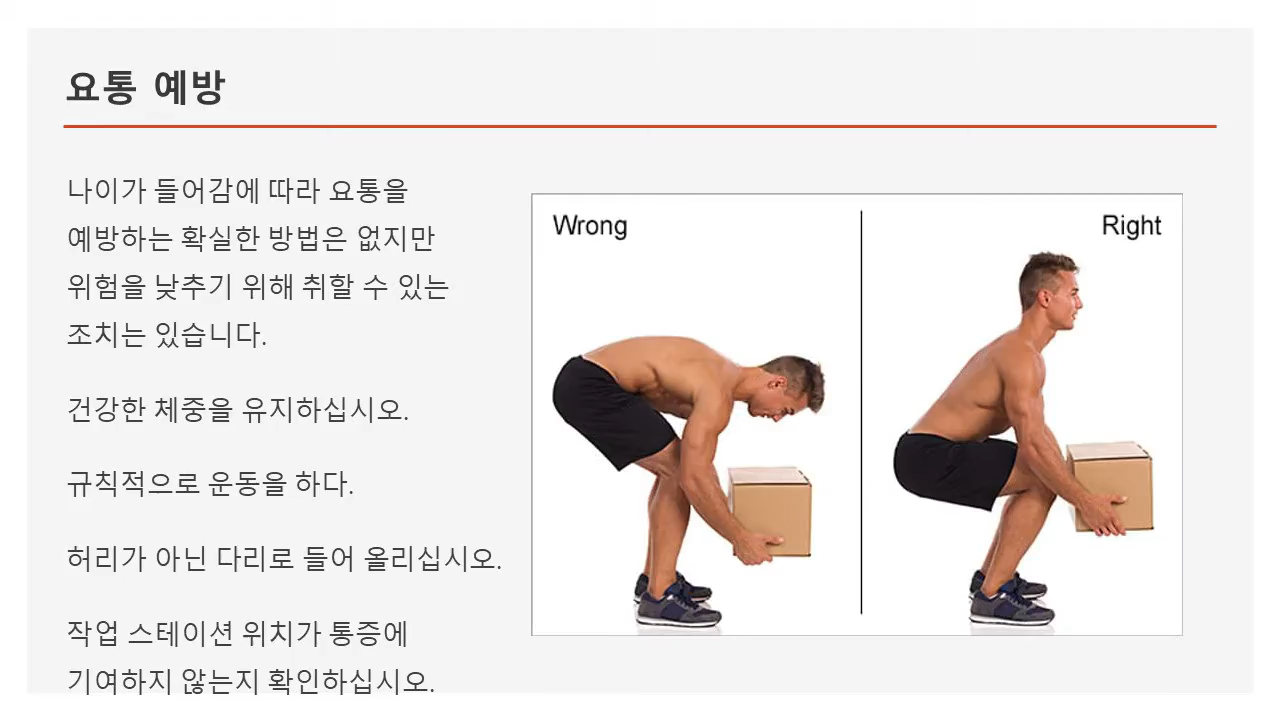 요통 예방
나이가 들어감에 따라 요통을
예방하는 확실한 방법은 없지만
위험을 낮추기 위해 취할 수 있는
조치는 있습니다.
건강한 체중을 유지하십시오.
규칙적으로 운동을 하다.
허리가 아닌 다리로 들어 올리십시오.
작업 스테이션 위치가 통증에
기여하지 않는지 확인하십시오.
Wrong
Right